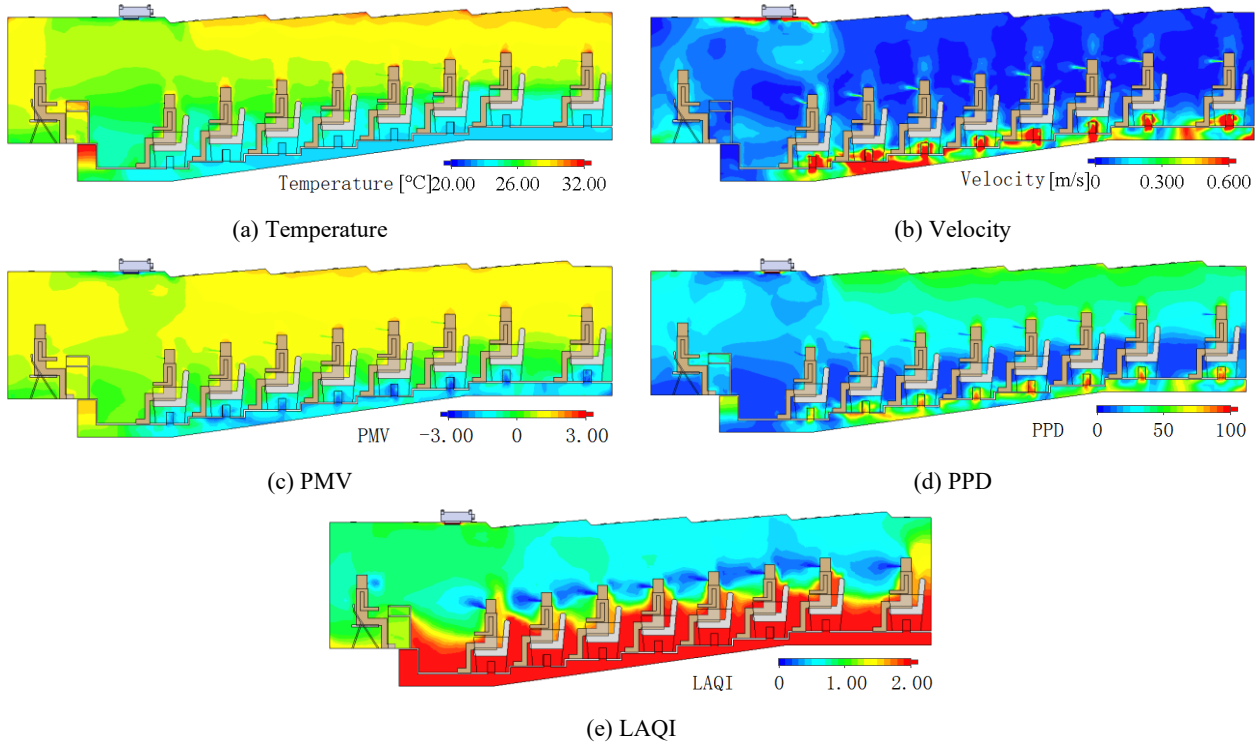 Temperature [°C] 20.00 26.00 32.00
Velocity [m/s] 0 0.300 0.600
(a) Temperature
(b) Velocity
PMV -3.00 0 3.00
PPD 0 50 100
(c) PMV
(d) PPD
LAQI 0 1.00 2.00
(e) LAQI